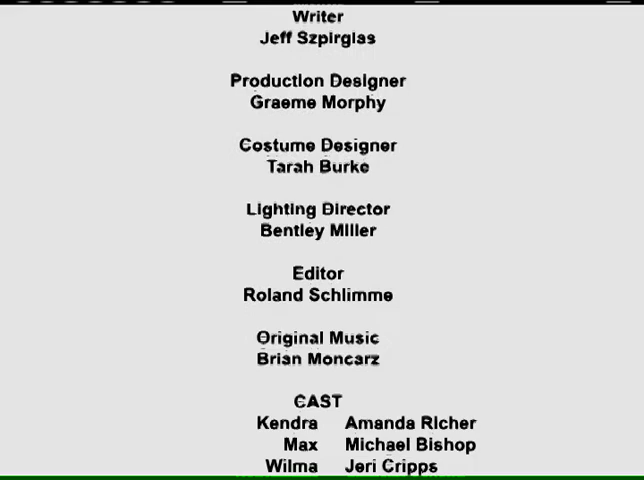 Writer
Jeff Szpirglas
Production Designer
Graeme Morphy
Costume Designer
Tarah Burke
Lighting Director
Bentley Miller
Editor
Roland Schlimme
Original Music
Brian Moncarz
CAST
Kendra Amanda Richer
Max Michael Bishop
Wilma Jeri Cripps